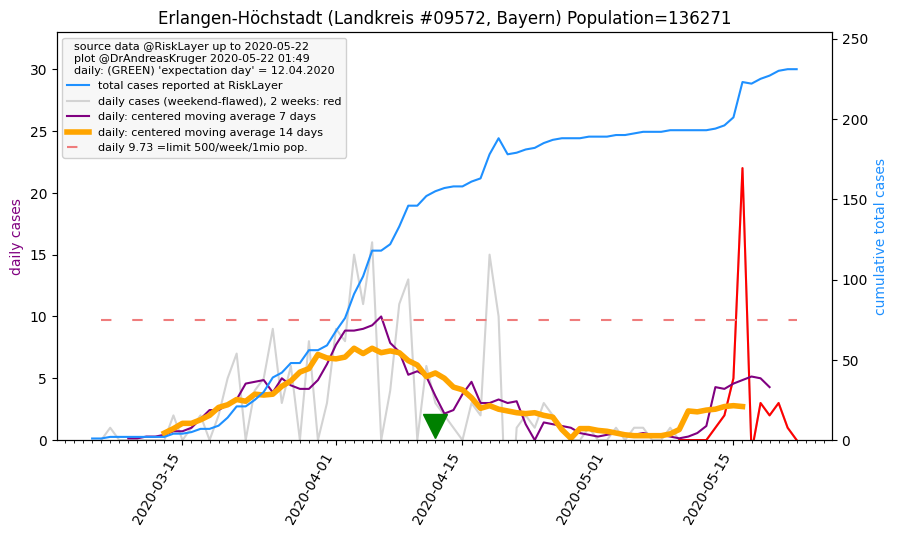 Erlangen-Höchstadt (Landkreis #09572, Bayern) Population=136271
source data @RiskLayer up to 2020-05-22
plot @DrAndreasKruger 2020-05-22 01:49
daily: (GREEN) 'expectation day' = 12.04.2020
total cases reported at RiskLayer
daily cases (weekend-flawed), 2 weeks: red
daily: centered moving average 7 days
daily: centered moving average 14 days
daily 9.73 =limit 500/week/1mio pop.
daily cases
30
25
20
15
10
5
0
cumulative total cases
250
200
150
100
50
0
2020-03-15
2020-04-01
2020-04-15
2020-05-01
2020-05-15